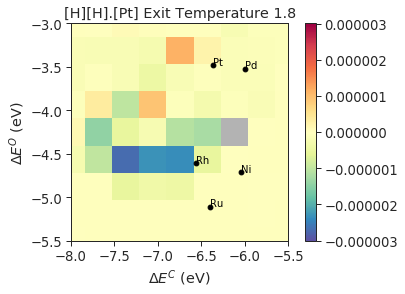 [H][H].[Pt] Exit Temperature 1.8
−3.0
−3.5
−4.0
−4.5
−5.0
−5.5
ΔE^O (eV)
Pt
Pd
Rh
Ni
Ru
−8.0 −7.5 −7.0 −6.5 −6.0 −5.5
ΔE^C (eV)
0.000003
0.000002
0.000001
0.000000
−0.000001
−0.000002
−0.000003